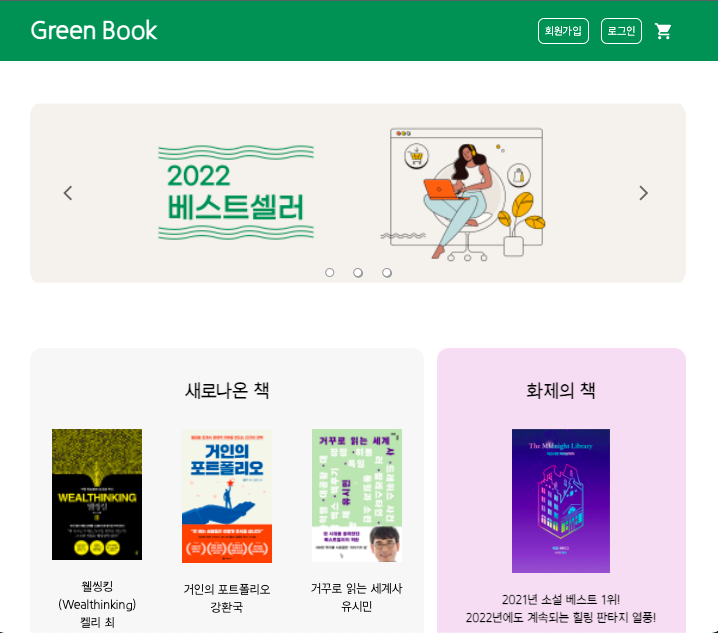 Green Book
회원가입
로그인
2022
베스트셀러
새로나온 책
화제의 책
WEALTHINKING
웰씽킹
거인의
포트폴리오
거꾸로 읽는 세계사
유시민
The Midnight Library
웰씽킹
(Wealthinking)
켈리 최
거인의 포트폴리오
강환국
거꾸로 읽는 세계사
유시민
2021년 소설 베스트 1위!
2022년에도 계속되는 힐링 판타지 열풍!